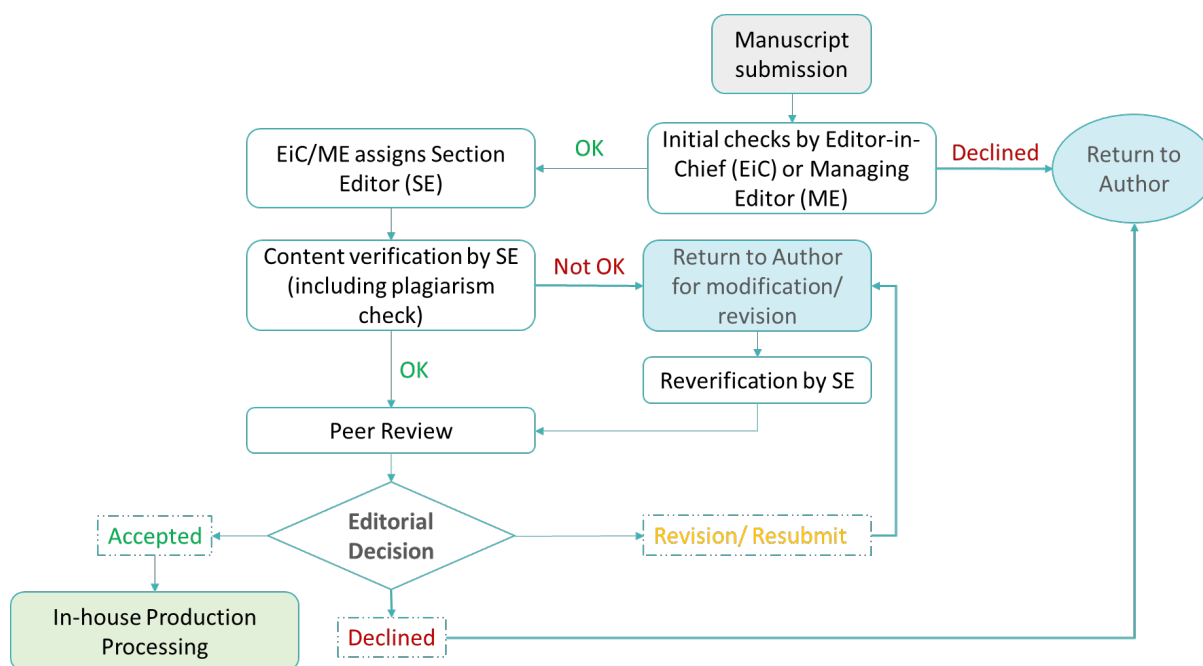 Manuscript
submission
Initial checks by Editor-in-
Chief (EiC) or Managing
Editor (ME)
OK
Declined
Return to
Author
EiC/ME assigns Section
Editor (SE)
Content verification by SE
(including plagiarism
check)
Not OK
Return to Author
for modification/
revision
OK
Reverification by SE
Peer Review
Editorial
Decision
Accepted
Revision/ Resubmit
In-house Production
Processing
Declined